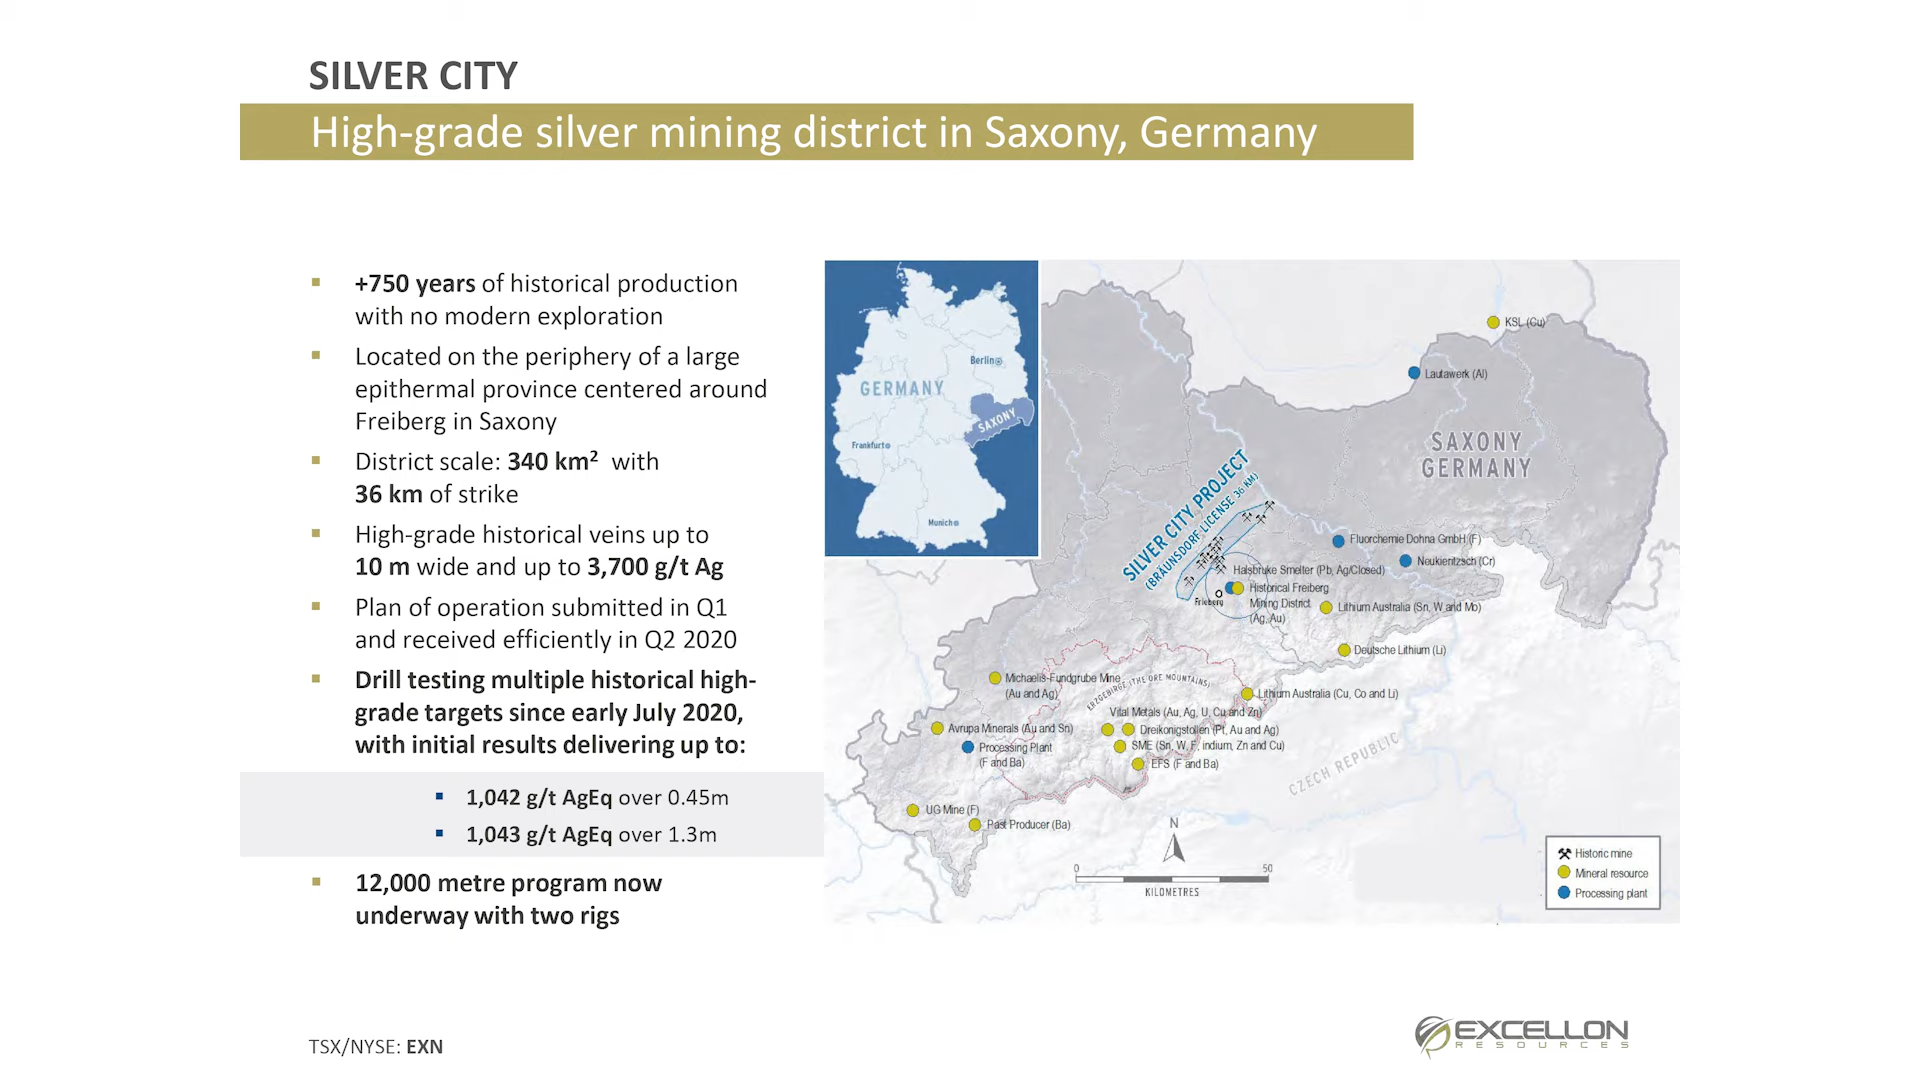 SILVER CITY
High-grade silver mining district in Saxony, Germany
+750 years of historical production
with no modern exploration
Located on the periphery of a large
epithermal province centered around
Freiberg in Saxony
District scale: 340 km² with
36 km of strike
High-grade historical veins up to
10 m wide and up to 3,700 g/t Ag
Plan of operation submitted in Q1
and received efficiently in Q2 2020
Drill testing multiple historical high-
grade targets since early July 2020,
with initial results delivering up to:
1,042 g/t AgEq over 0.45m
1,043 g/t AgEq over 1.3m
12,000 metre program now
underway with two rigs
Berlin
GERMANY
SAXONY
Frankfurt
Munich
KSL (Cu)
Lautawerk (Al)
SAXONY
GERMANY
SILVER CITY PROJECT
(BRÄUNSDORF LICENSE 36 KM)
Fluorchemie Dohna GmbH (F)
Neukieritzsch (Cr)
Halsbruke Smelter (Pb, Ag/Closed)
Historical Freiberg
Mining District
(Ag, Au)
Frieberg
Lithium Australia (Sn, W and Mo)
Deutsche Lithium (Li)
Michaelis-Fundgrube Mine
(Au and Ag)
ERZGEBIRGE (THE ORE MOUNTAINS)
Lithium Australia (Cu, Co and Li)
Vital Metals (Au, Ag, U, Cu and Zn)
Avrupa Minerals (Au and Sn)
Dreikonigstollen (Pt, Au and Ag)
Processing Plant
(F and Ba)
SME (Sn, W, F, indium, Zn and Cu)
EFS (F and Ba)
CZECH REPUBLIC
UG Mine (F)
Past Producer (Ba)
N
0 50
KILOMETRES
Historic mine
Mineral resource
Processing plant
TSX/NYSE: EXN
EXCELLON
RESOURCES